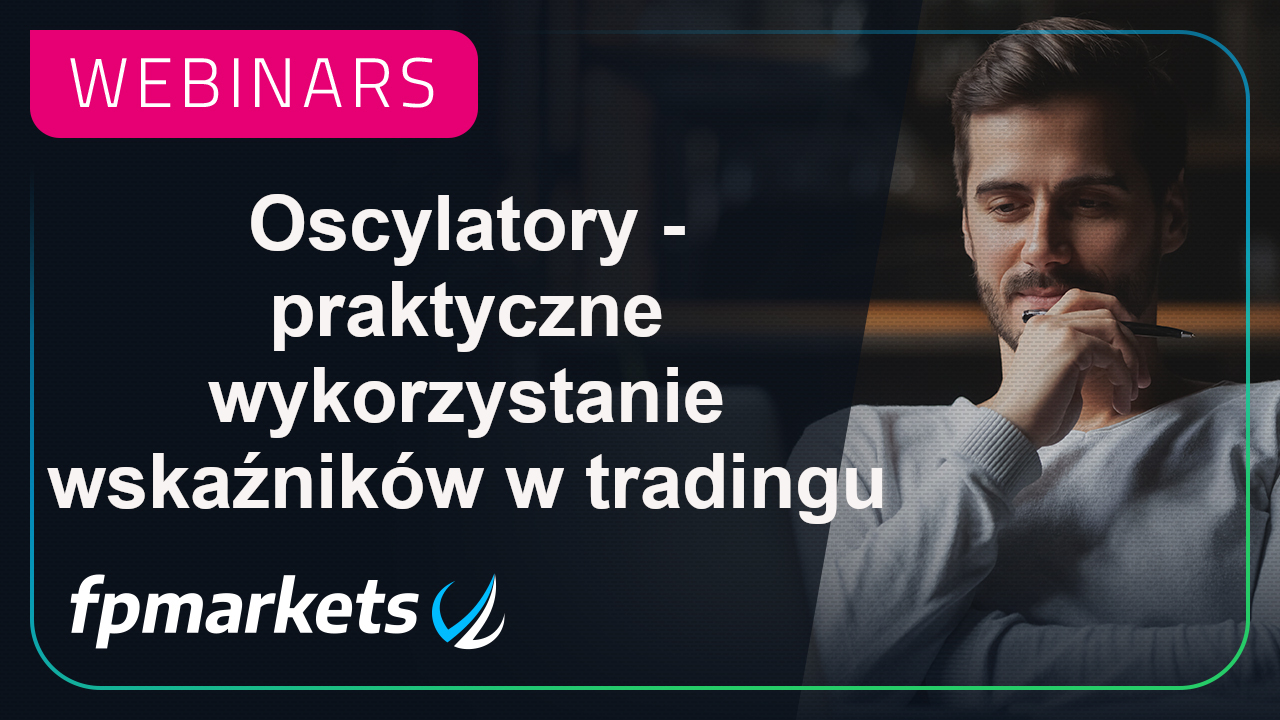 WEBINARS
Oscylatory -
praktyczne
wykorzystanie
wskaźników w tradingu
fpmarkets